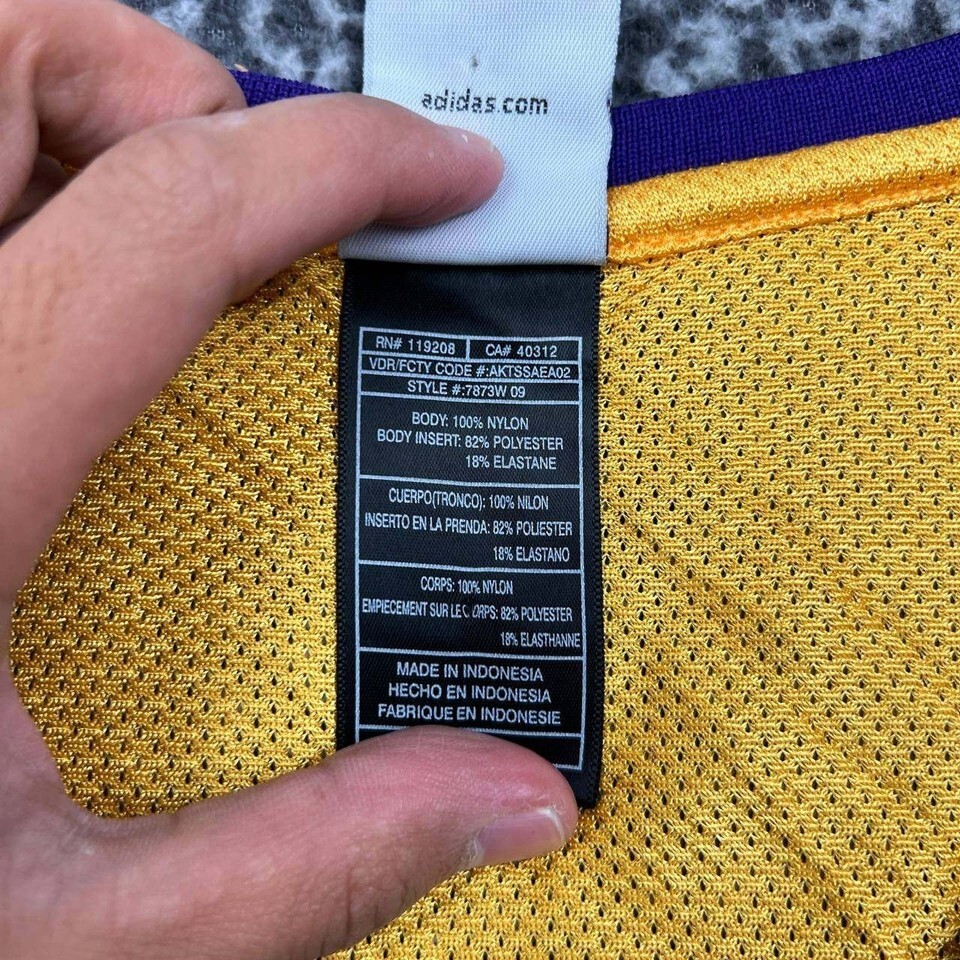 adidas.com
RN# 119208 CA# 40312
VDR/FCTY CODE #:AKTSSAEA02
STYLE #:7873W 09
BODY: 100% NYLON
BODY INSERT: 82% POLYESTER
18% ELASTANE
CUERPO(TRONCO): 100% NILON
INSERTO EN LA PRENDA: 82% POLIESTER
18% ELASTANO
CORPS: 100% NYLON
EMPIECEMENT SUR LE CORPS: 82% POLYESTER
18% ELASTHANNE
MADE IN INDONESIA
HECHO EN INDONESIA
FABRIQUE EN INDONESIE